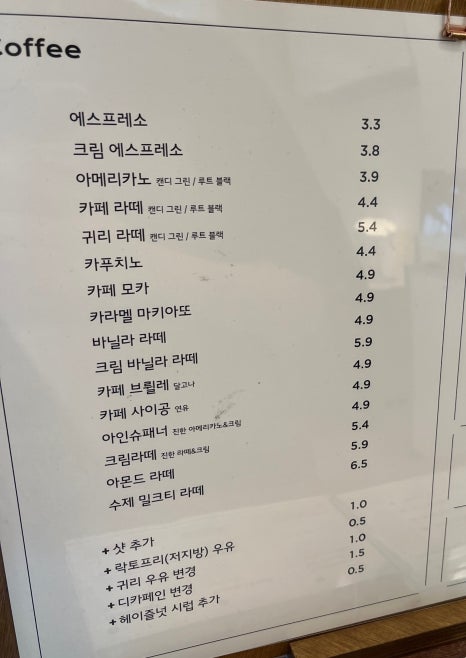 Coffee
에스프레소 3.3
크림 에스프레소 3.8
아메리카노 캔디 그린 / 루트 블랙 3.9
카페 라떼 캔디 그린 / 루트 블랙 4.4
귀리 라떼 캔디 그린 / 루트 블랙 5.4
카푸치노 4.4
카페 모카 4.9
카라멜 마키아또 4.9
바닐라 라떼 4.9
크림 바닐라 라떼 5.9
카페 브륄레 달고나 4.9
카페 사이공 연유 4.9
아인슈패너 진한 아메리카노&크림 4.9
크림라떼 진한 라떼&크림 5.4
아몬드 라떼 5.9
수제 밀크티 라떼 6.5
+ 샷 추가 1.0
+ 락토프리(저지방) 우유 0.5
+ 귀리 우유 변경 1.0
+ 디카페인 변경 1.5
+ 헤이즐넛 시럽 추가 0.5